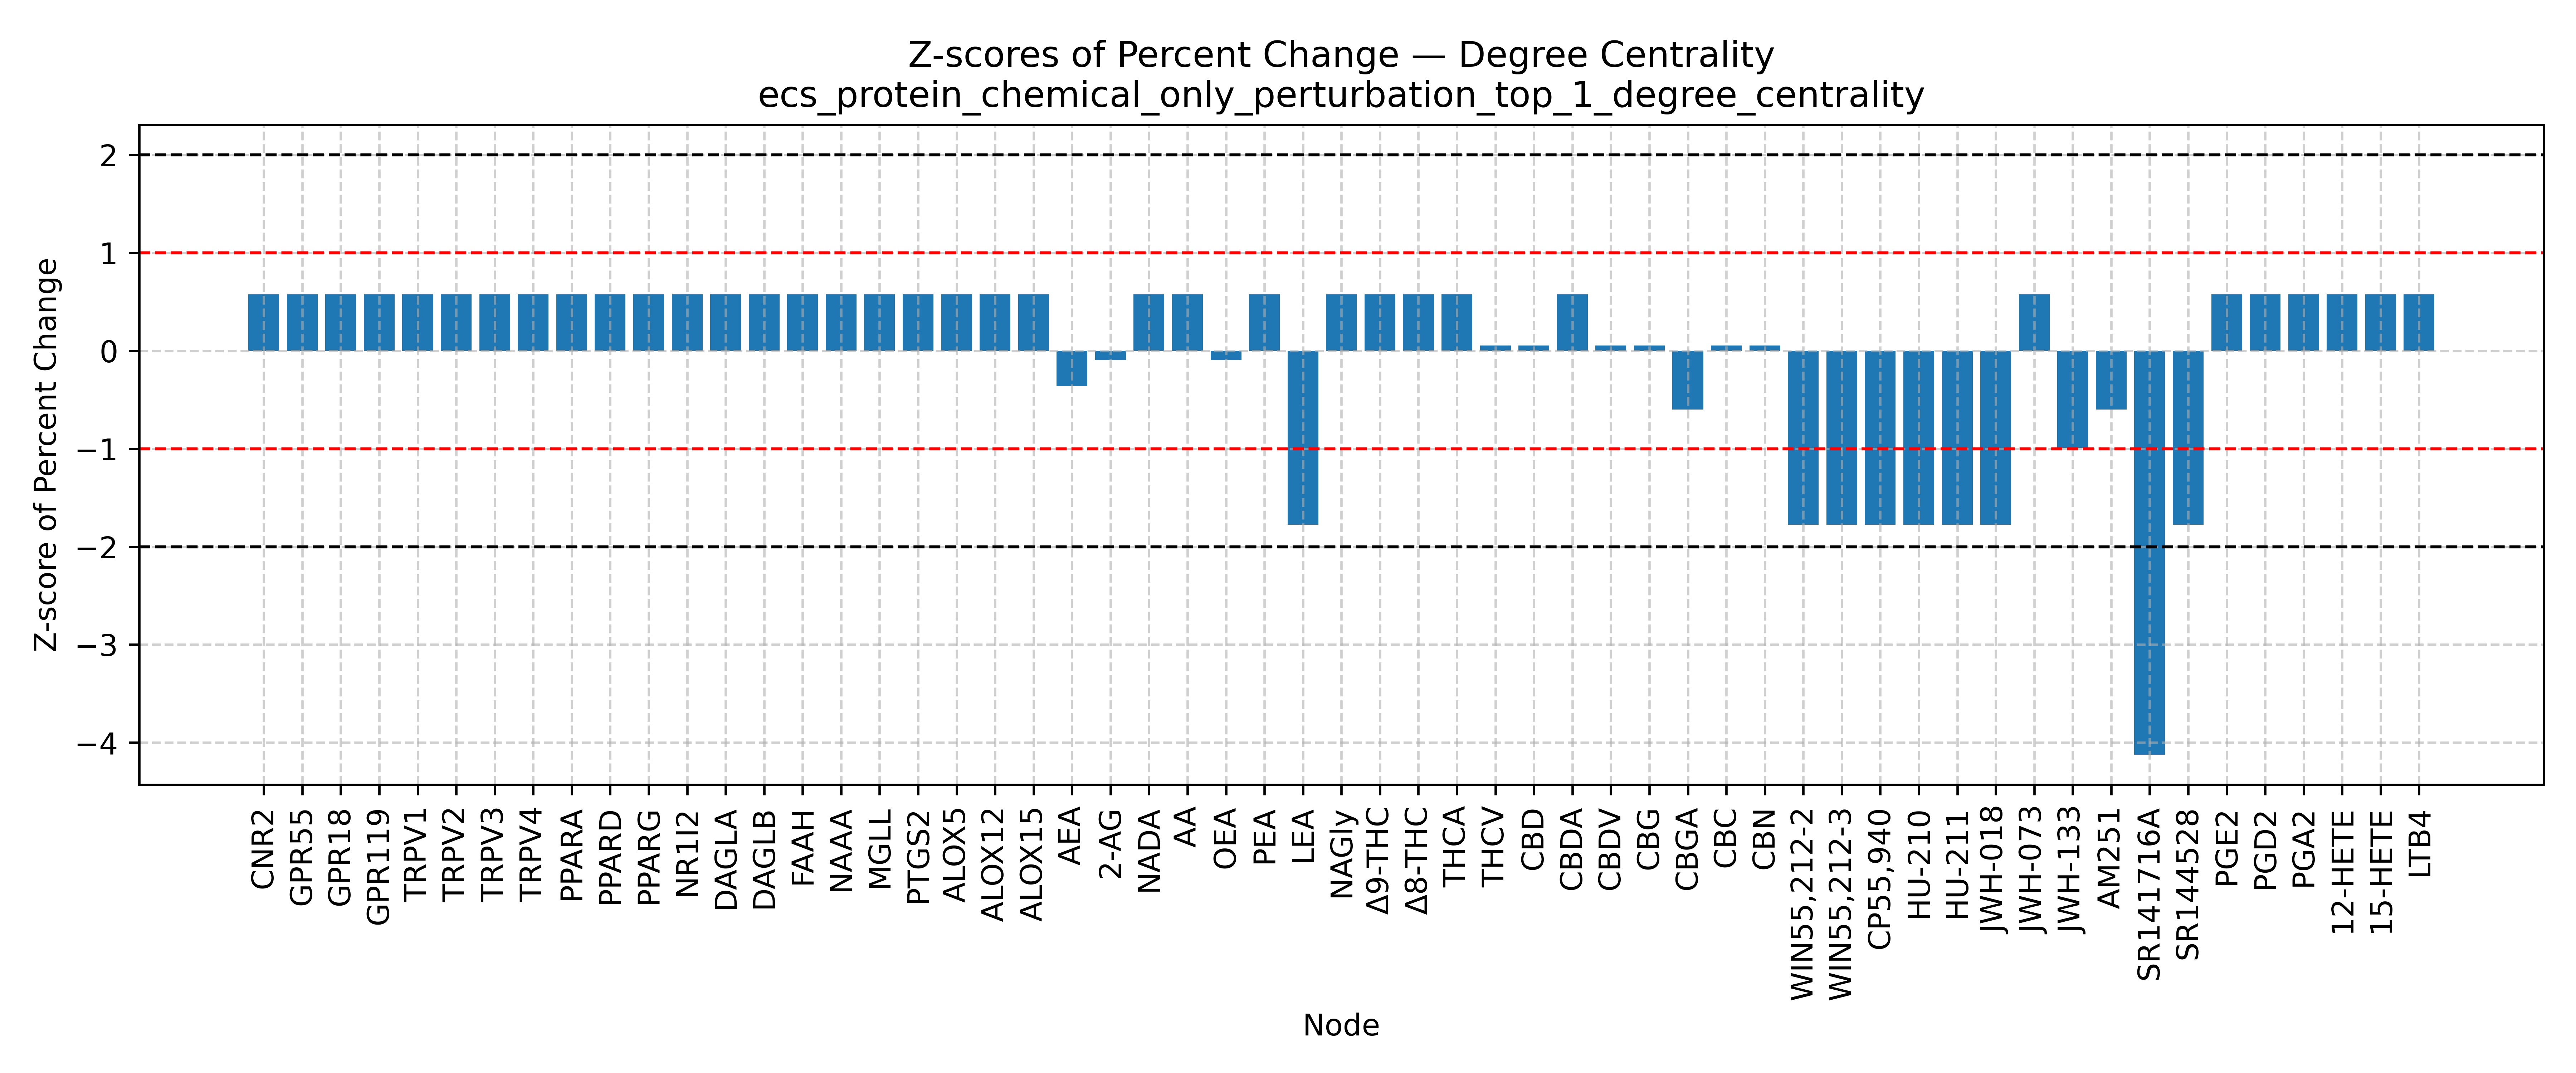 Z-scores of Percent Change — Degree Centrality
ecs_protein_chemical_only_perturbation_top_1_degree_centrality
Z-score of Percent Change
2
1
0
−1
−2
−3
−4
CNR2
GPR55
GPR18
GPR119
TRPV1
TRPV2
TRPV3
TRPV4
PPARA
PPARD
PPARG
NR1I2
DAGLA
DAGLB
FAAH
NAAA
MGLL
PTGS2
ALOX5
ALOX12
ALOX15
AEA
2-AG
NADA
AA
OEA
PEA
LEA
NAGly
Δ9-THC
Δ8-THC
THCA
THCV
CBD
CBDA
CBDV
CBG
CBGA
CBC
CBN
WIN55,212-2
WIN55,212-3
CP55,940
HU-210
HU-211
JWH-018
JWH-073
JWH-133
AM251
SR141716A
SR144528
PGE2
PGD2
PGA2
12-HETE
15-HETE
LTB4
Node